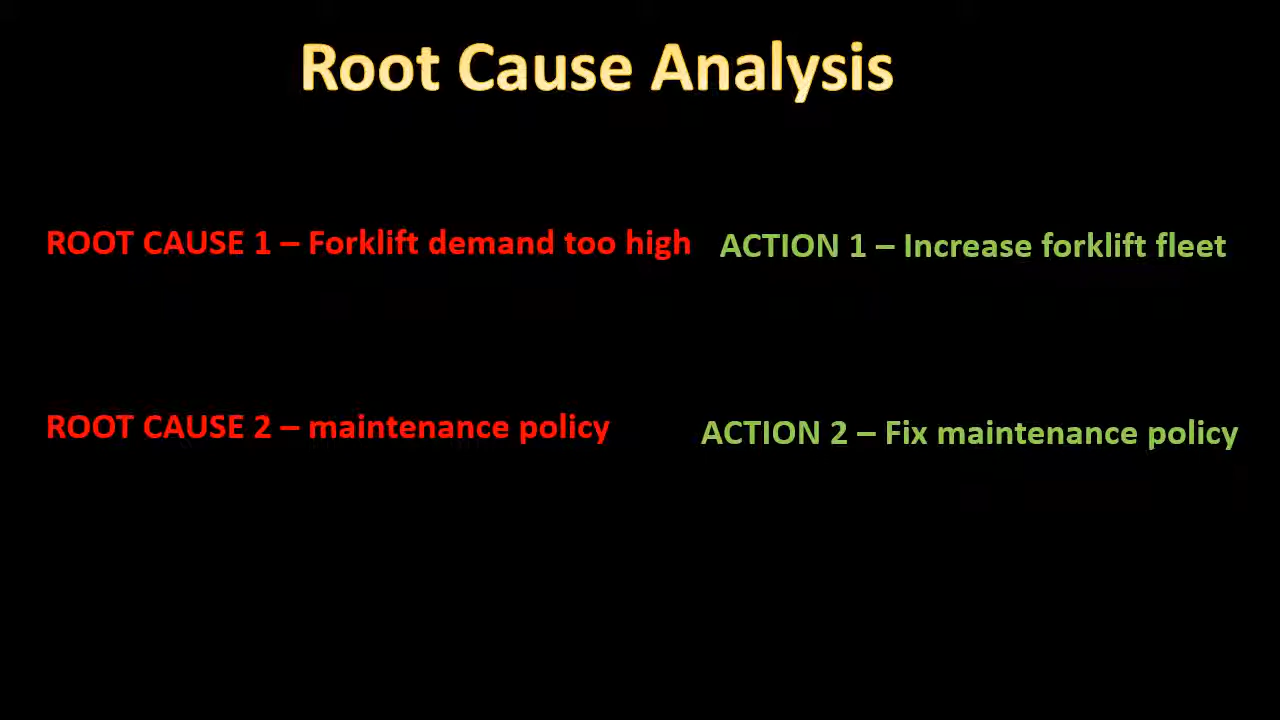 Root Cause Analysis
ROOT CAUSE 1 – Forklift demand too high
ACTION 1 – Increase forklift fleet
ROOT CAUSE 2 – maintenance policy
ACTION 2 – Fix maintenance policy